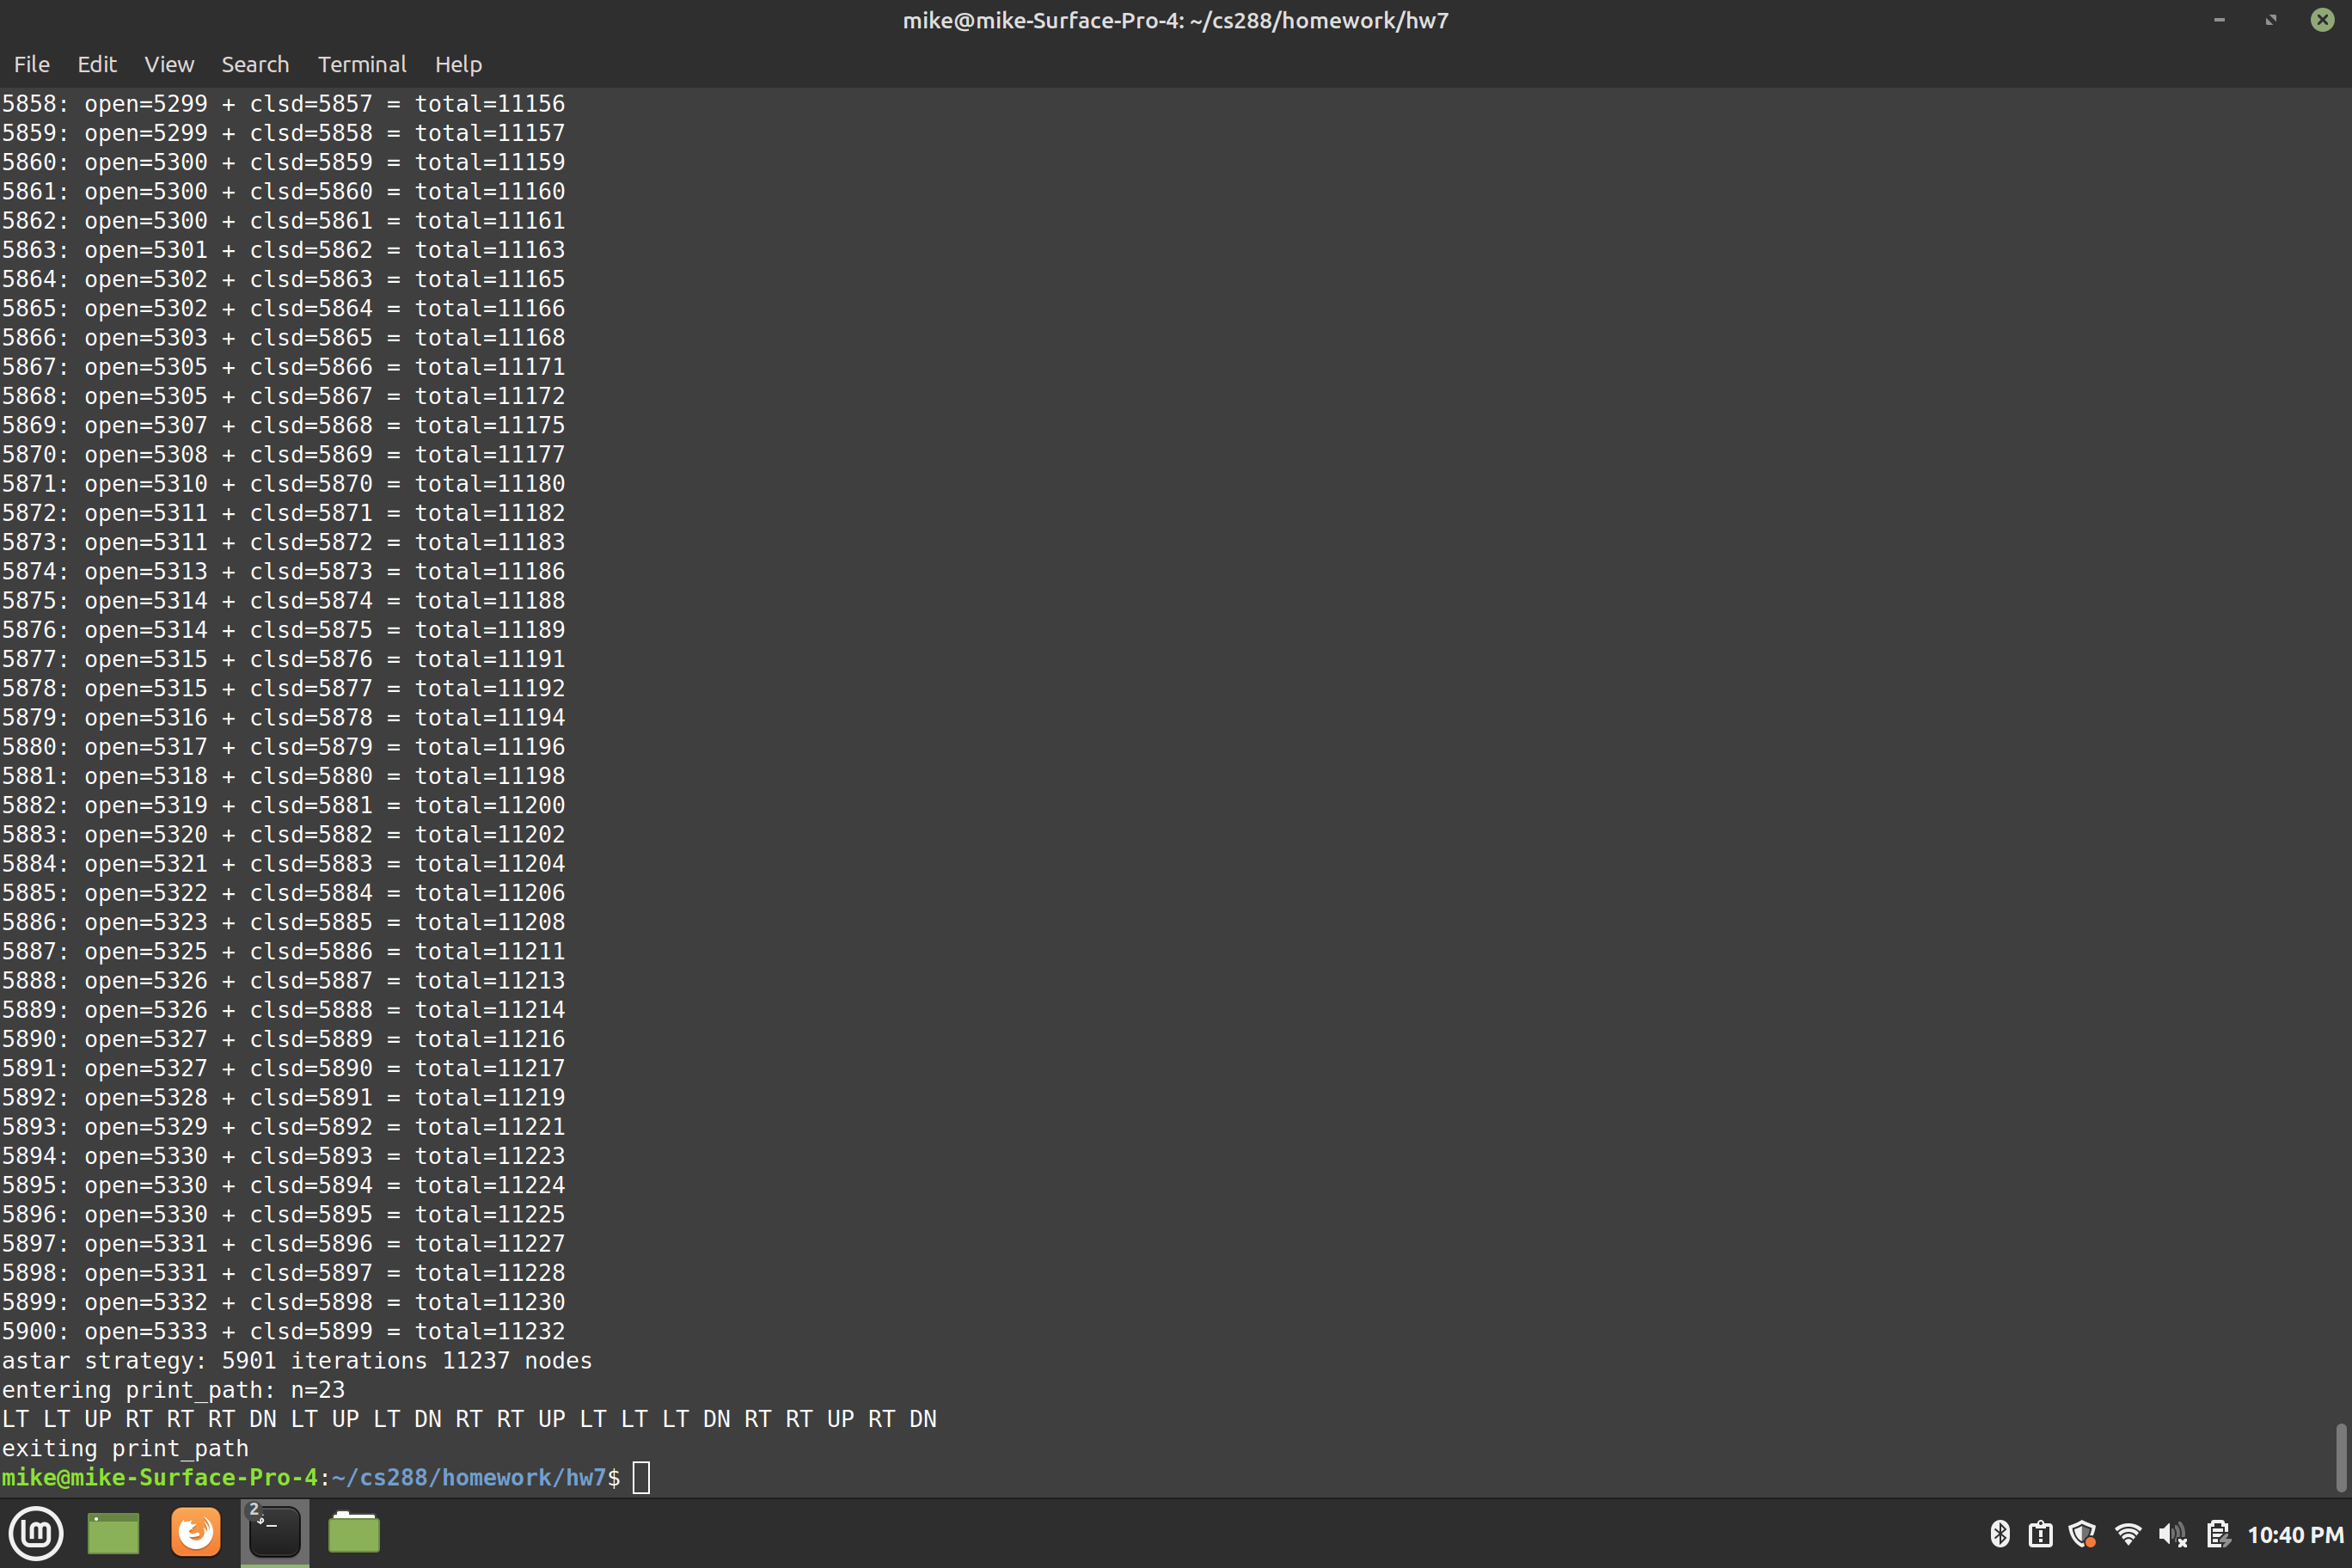 mike@mike-Surface-Pro-4: ~/cs288/homework/hw7
File Edit View Search Terminal Help
5858: open=5299 + clsd=5857 = total=11156
5859: open=5299 + clsd=5858 = total=11157
5860: open=5300 + clsd=5859 = total=11159
5861: open=5300 + clsd=5860 = total=11160
5862: open=5300 + clsd=5861 = total=11161
5863: open=5301 + clsd=5862 = total=11163
5864: open=5302 + clsd=5863 = total=11165
5865: open=5302 + clsd=5864 = total=11166
5866: open=5303 + clsd=5865 = total=11168
5867: open=5305 + clsd=5866 = total=11171
5868: open=5305 + clsd=5867 = total=11172
5869: open=5307 + clsd=5868 = total=11175
5870: open=5308 + clsd=5869 = total=11177
5871: open=5310 + clsd=5870 = total=11180
5872: open=5311 + clsd=5871 = total=11182
5873: open=5311 + clsd=5872 = total=11183
5874: open=5313 + clsd=5873 = total=11186
5875: open=5314 + clsd=5874 = total=11188
5876: open=5314 + clsd=5875 = total=11189
5877: open=5315 + clsd=5876 = total=11191
5878: open=5315 + clsd=5877 = total=11192
5879: open=5316 + clsd=5878 = total=11194
5880: open=5317 + clsd=5879 = total=11196
5881: open=5318 + clsd=5880 = total=11198
5882: open=5319 + clsd=5881 = total=11200
5883: open=5320 + clsd=5882 = total=11202
5884: open=5321 + clsd=5883 = total=11204
5885: open=5322 + clsd=5884 = total=11206
5886: open=5323 + clsd=5885 = total=11208
5887: open=5325 + clsd=5886 = total=11211
5888: open=5326 + clsd=5887 = total=11213
5889: open=5326 + clsd=5888 = total=11214
5890: open=5327 + clsd=5889 = total=11216
5891: open=5327 + clsd=5890 = total=11217
5892: open=5328 + clsd=5891 = total=11219
5893: open=5329 + clsd=5892 = total=11221
5894: open=5330 + clsd=5893 = total=11223
5895: open=5330 + clsd=5894 = total=11224
5896: open=5330 + clsd=5895 = total=11225
5897: open=5331 + clsd=5896 = total=11227
5898: open=5331 + clsd=5897 = total=11228
5899: open=5332 + clsd=5898 = total=11230
5900: open=5333 + clsd=5899 = total=11232
astar strategy: 5901 iterations 11237 nodes
entering print_path: n=23
LT LT UP RT RT RT DN LT UP LT DN RT RT UP LT LT LT DN RT RT UP RT DN
exiting print_path
mike@mike-Surface-Pro-4:~/cs288/homework/hw7$
2
$_
10:40 PM